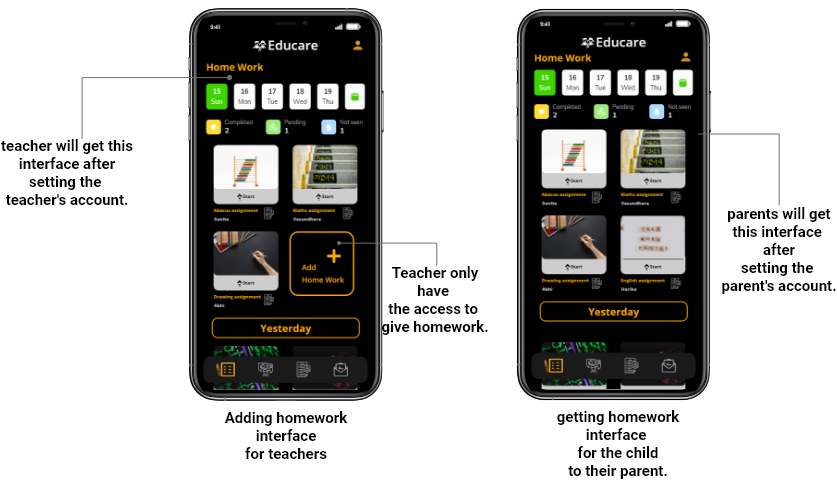 9:41
Educare
Home Work
15 16 17 18 19
Sun Mon Tue Wed Thu
Completed Pending Not seen
2 1 1
Start Start
Abacus assignment Maths assignment
Sunita Vasundhara
Start
Add
Home Work
Drawing assignment
Abhi
Yesterday
teacher will get this
interface after
setting the
teacher's account.
Teacher only
have
the access to
give homework.
Adding homework
interface
for teachers
9:41
Educare
Home Work
15 16 17 18 19
Sun Mon Tue Wed Thu
Completed Pending Not seen
2 1 1
Start Start
Abacus assignment Maths assignment
Sunita Vasundhara
Start Start
Drawing assignment English assignment
Abhi Harika
Yesterday
parents will get
this interface
after
setting the
parent's account.
getting homework
interface
for the child
to their parent.